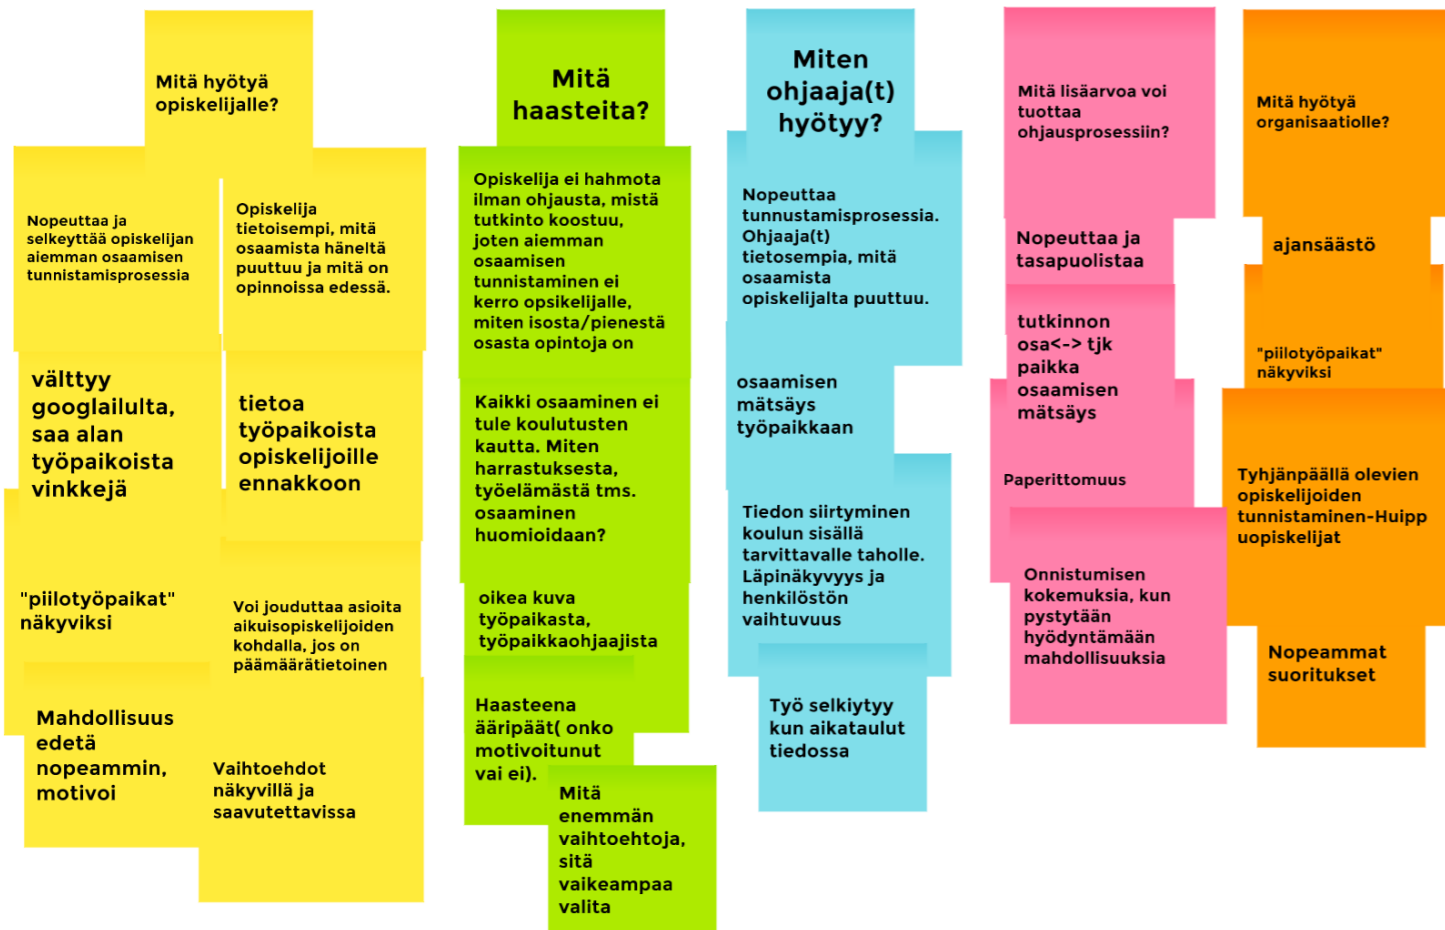 Mitä hyötyä
opiskelijalle?
Nopeuttaa ja
selkeyttää opiskelijan
aiemman osaamisen
tunnistamisprosessia
Opiskelija
tietoisempi, mitä
osaamista häneltä
puuttuu ja mitä on
opinnoissa edessä.
välttyy
googlailulta,
saa alan
työpaikoista
vinkkejä
tietoa
työpaikoista
opiskelijoille
ennakkoon
"piilotyöpaikat"
näkyviksi
Voi jouduttaa asioita
aikuisopiskelijoiden
kohdalla, jos on
päämäärätietoinen
Mahdollisuus
edetä
nopeammin,
motivoi
Vaihtoehdot
näkyvillä ja
saavutettavissa
Mitä
haasteita?
Opiskelija ei hahmota
ilman ohjausta, mistä
tutkinto koostuu,
joten aiemman
osaamisen
tunnistaminen ei
kerro opsikelijalle,
miten isosta/pienestä
osasta opintoja on
Kaikki osaaminen ei
tule koulutusten
kautta. Miten
harrastuksesta,
työelämästä tms.
osaaminen
huomioidaan?
oikea kuva
työpaikasta,
työpaikkaohjaajista
Haasteena
ääripäät( onko
motivoitunut
vai ei).
Mitä
enemmän
vaihtoehtoja,
sitä
vaikeampaa
valita
Miten
ohjaaja(t)
hyötyy?
Nopeuttaa
tunnustamisprosessia.
Ohjaaja(t)
tietosempia, mitä
osaamista
opiskelijalta puuttuu.
osaamisen
mätsäys
työpaikkaan
Tiedon siirtyminen
koulun sisällä
tarvittavalle taholle.
Läpinäkyvyys ja
henkilöstön
vaihtuvuus
Työ selkiytyy
kun aikataulut
tiedossa
Mitä lisäarvoa voi
tuottaa
ohjausprosessiin?
Nopeuttaa ja
tasapuolistaa
tutkinnon
osa<-> tjk
paikka
osaamisen
mätsäys
Paperittomuus
Onnistumisen
kokemuksia, kun
pystytään
hyödyntämään
mahdollisuuksia
Mitä hyötyä
organisaatiolle?
ajansäästö
"piilotyöpaikat"
näkyviksi
Tyhjänpäällä olevien
opiskelijoiden
tunnistaminen-Huipp
uopiskelijat
Nopeammat
suoritukset